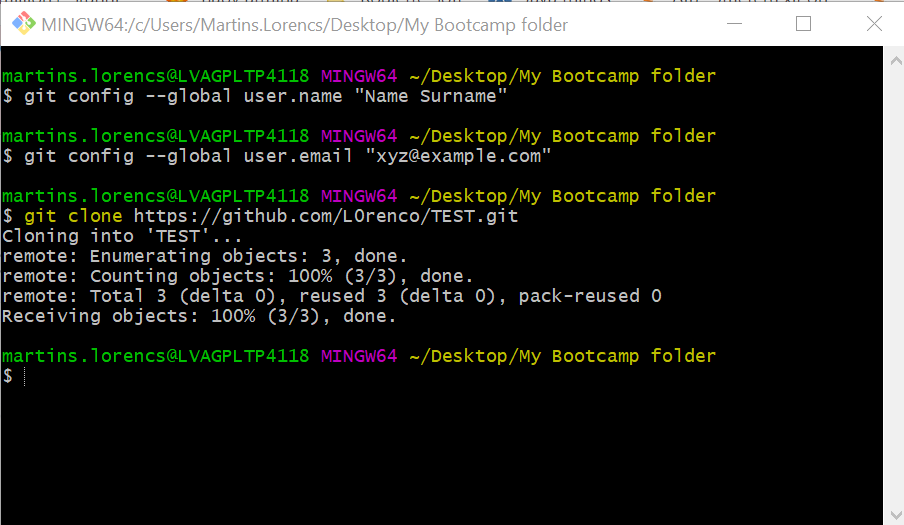 MINGW64:/c/Users/Martins.Lorencs/Desktop/My Bootcamp folder
martins.lorencs@LVAGPLTP4118 MINGW64 ~/Desktop/My Bootcamp folder
$ git config --global user.name "Name Surname"
martins.lorencs@LVAGPLTP4118 MINGW64 ~/Desktop/My Bootcamp folder
$ git config --global user.email "xyz@example.com"
martins.lorencs@LVAGPLTP4118 MINGW64 ~/Desktop/My Bootcamp folder
$ git clone https://github.com/L0renco/TEST.git
Cloning into 'TEST'...
remote: Enumerating objects: 3, done.
remote: Counting objects: 100% (3/3), done.
remote: Total 3 (delta 0), reused 3 (delta 0), pack-reused 0
Receiving objects: 100% (3/3), done.
martins.lorencs@LVAGPLTP4118 MINGW64 ~/Desktop/My Bootcamp folder
$